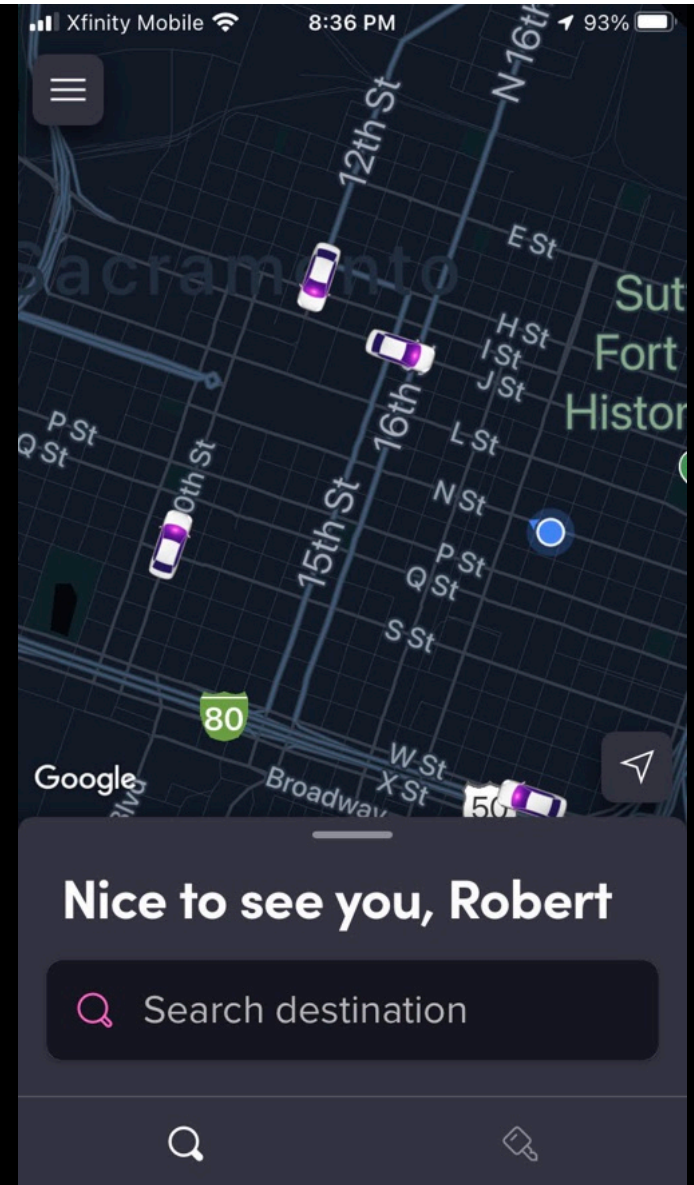 Xfinity Mobile 8:36 PM 93%
N 16th
12th St
E St
Sacramento
Sut
H St
Fort
I St
J St
Histor
16th
L St
P St
Q St
0th St
N St
15th St
P St
Q St
S St
80
W St
Google
X St
Broadway
Blvd
50
Nice to see you, Robert
Search destination